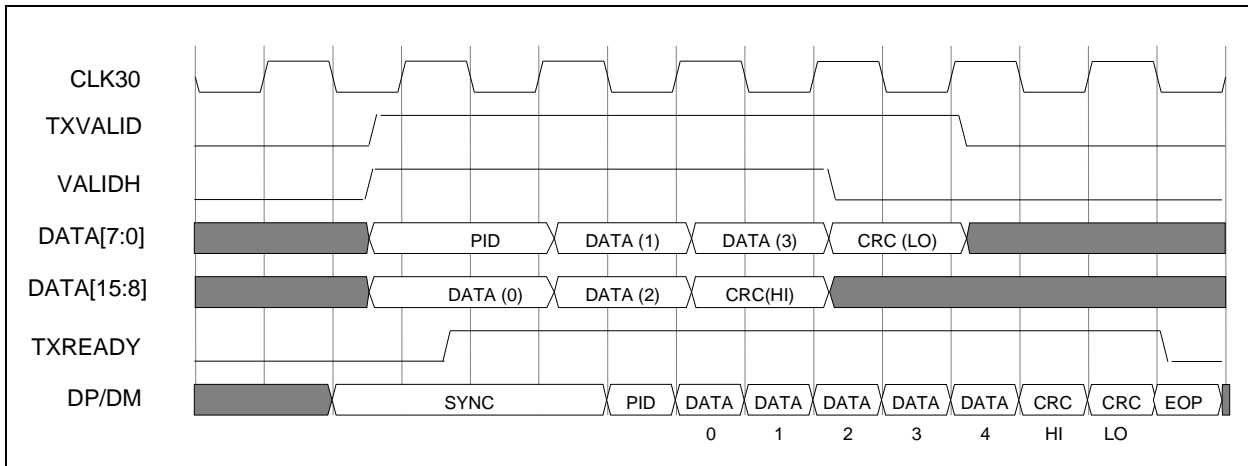 CLK30
TXVALID
VALIDH
DATA[7:0] PID DATA (1) DATA (3) CRC (LO)
DATA[15:8] DATA (0) DATA (2) CRC(HI)
TXREADY
DP/DM SYNC PID DATA DATA DATA DATA DATA CRC CRC EOP
0 1 2 3 4 HI LO